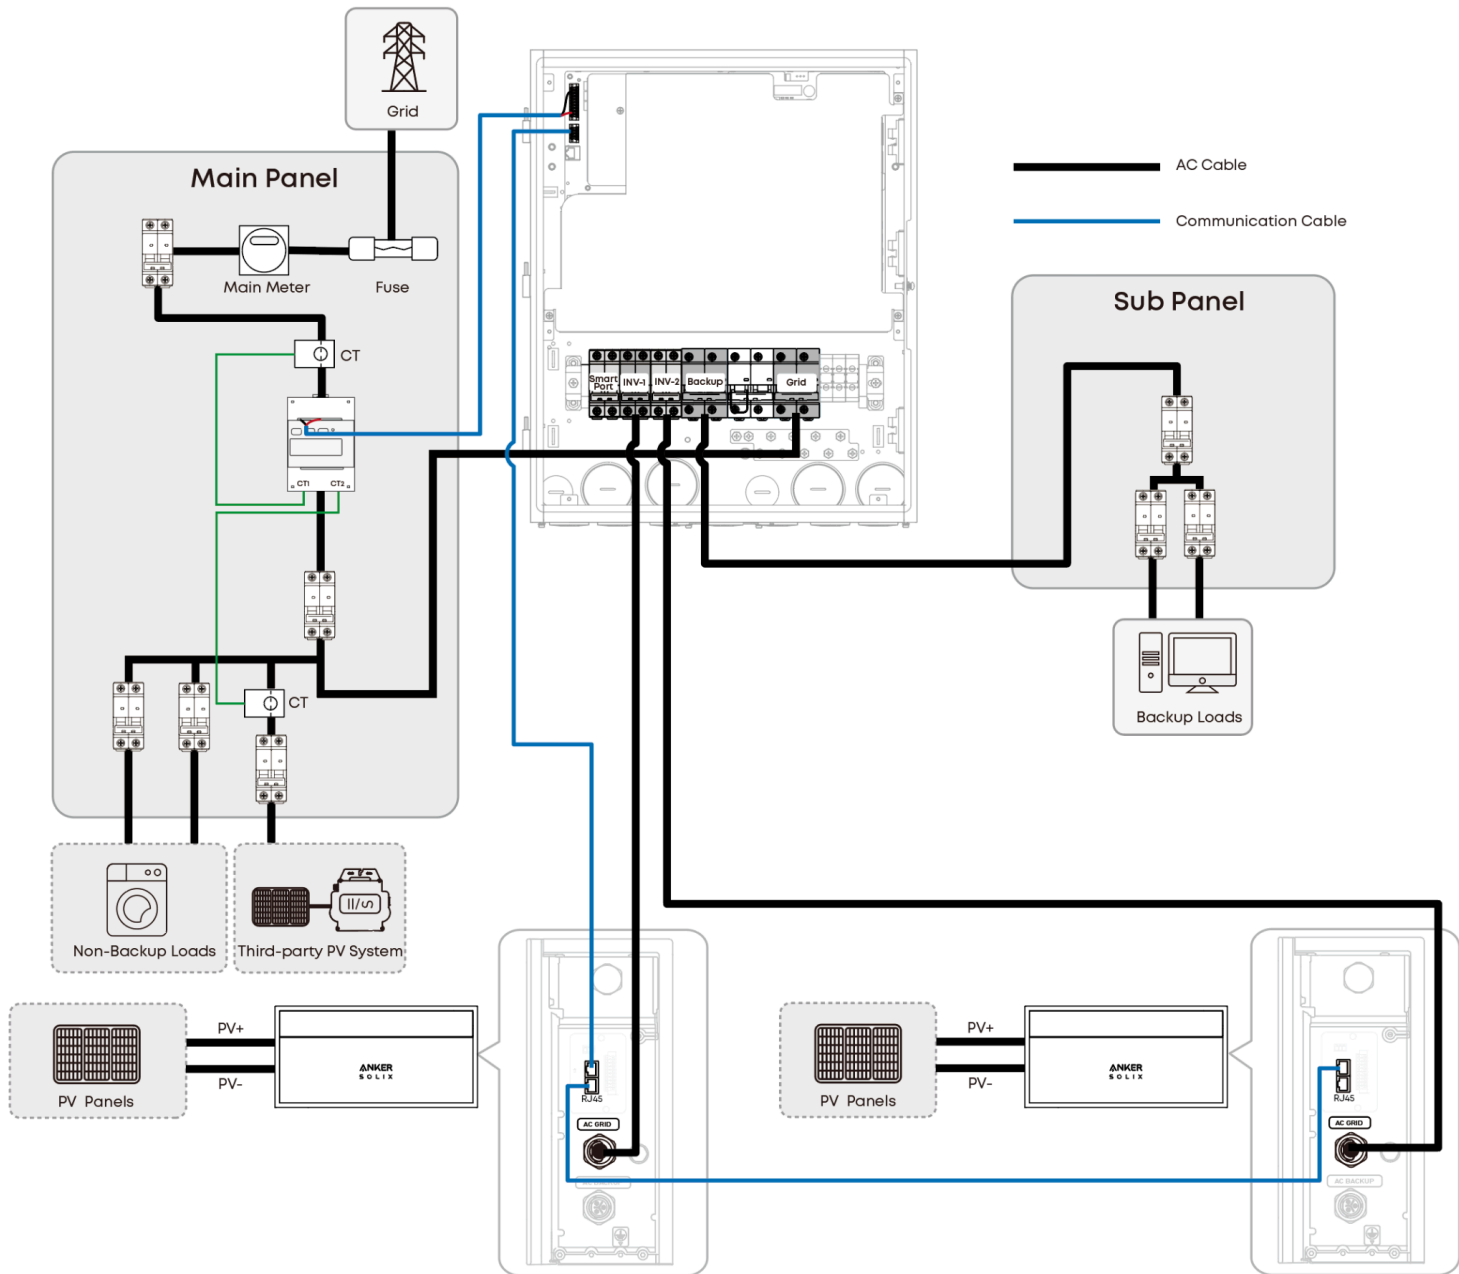 Grid
Main Panel
Main Meter
Fuse
CT
CT1
CT2
CT
Non-Backup Loads
Third-party PV System
Smart
Port
INV-1
INV-2
Backup
Grid
AC Cable
Communication Cable
Sub Panel
Backup Loads
PV Panels
PV+
PV-
ANKER
SOLIX
RJ45
AC GRID
AC BACKUP
PV Panels
PV+
PV-
ANKER
SOLIX
RJ45
AC GRID
AC BACKUP